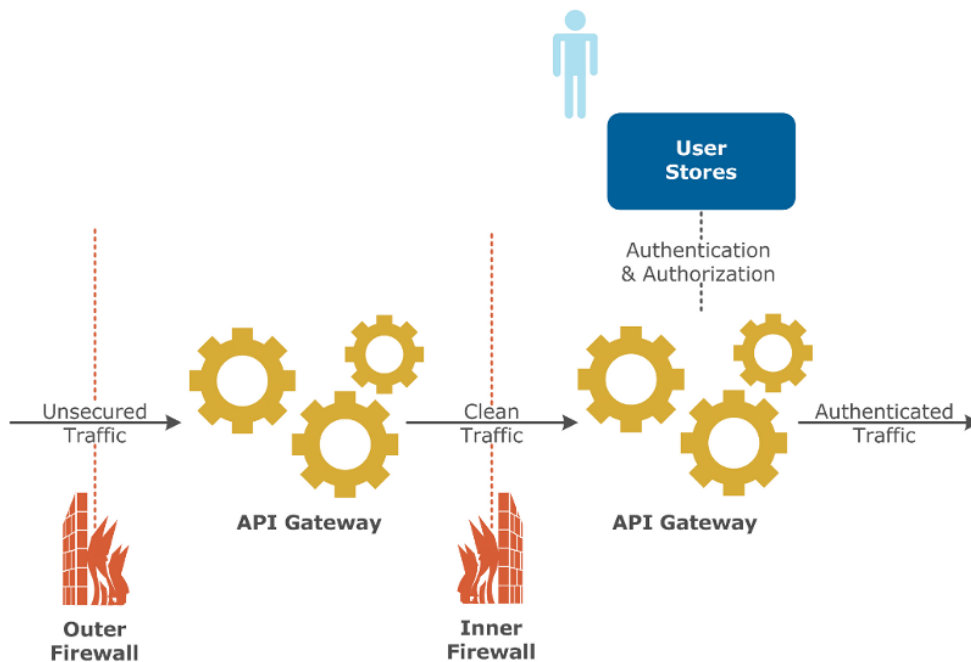 User
Stores
Authentication
& Authorization
Unsecured
Traffic
Clean
Traffic
Authenticated
Traffic
API Gateway
API Gateway
Outer
Firewall
Inner
Firewall